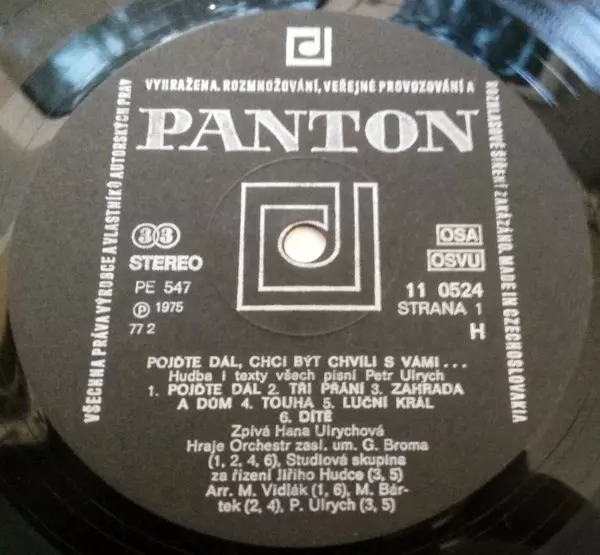 VŠECHNA PRÁVA VÝROBCE A VLASTNÍKŮ AUTORSKÝCH PRÁV
VYHRAŽENA. ROZMNOŽOVÁNÍ, VEŘEJNÉ PROVOZOVÁNÍ A
ROZHLASOVÉ ŠÍŘENÍ ZAKÁZÁNO. MADE IN CZECHOSLOVAKIA
PANTON
33
STEREO
PE 547
Ⓟ 1975
77 2
OSA
OSVU
11 0524
STRANA 1
H
POJĎTE DÁL, CHCI BÝT CHVÍLI S VÁMI...
Hudba i texty všech písní Petr Ulrych
1. POJĎTE DÁL 2. TŘI PŘÁNÍ 3. ZAHRADA
A DŮM 4. TOUHA 5. LUČNÍ KRÁL
6. DÍTĚ
Zpívá Hana Ulrychová
Hraje Orchestr zasl. um. G. Broma
(1, 2, 4, 6), Studiová skupina
za řízení Jiřího Hudce (3, 5)
Arr. M. Vidlák (1, 6), M. Bár-
tek (2, 4), P. Ulrych (3, 5)